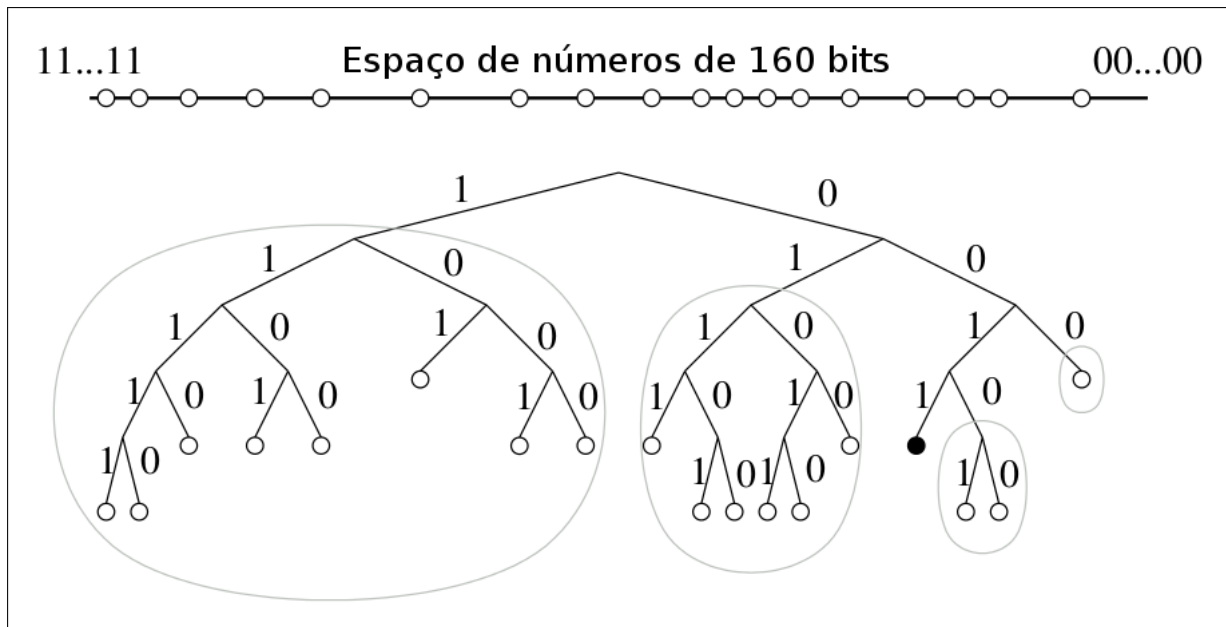 11...11 Espaço de números de 160 bits 00...00
1 0
1 0 1 0
1 0 1 0 1 0 1 0
1 0 1 0 1 0 1 0 1 0 1 0
1 0 1 0 1 0 1 0